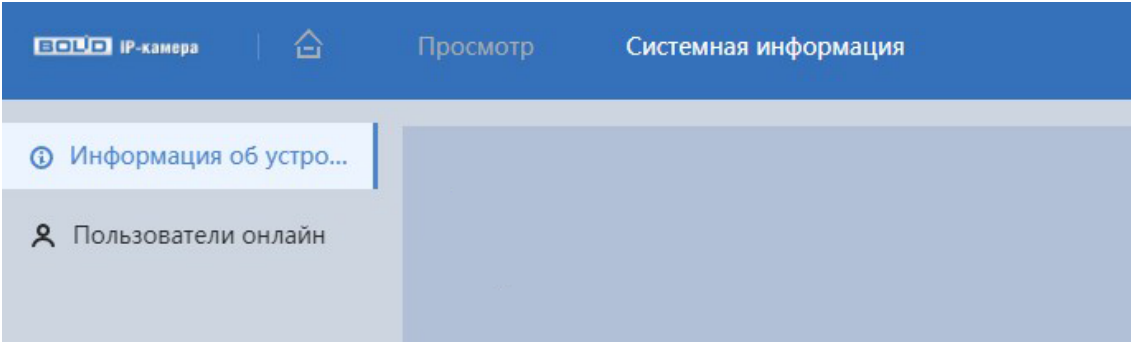 BOLID IP-камера Просмотр Системная информация
Информация об устро...
Пользователи онлайн